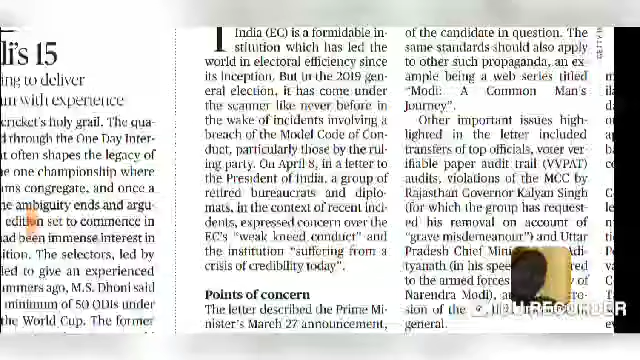 li's 15
ing to deliver
um with experience
cricket's holy grail. The qua-
d through the One Day Inter-
t often shapes the legacy of
ne one championship where
ams congregate, and once a
ne ambiguity ends and argu-
edition set to commence in
had been immense interest in
ition. The selectors, led by
led to give an experienced
ummers ago, M.S. Dhoni said
minimum of 50 ODIs under
the World Cup. The former
India (EC) is a formidable in-
stitution which has led the
world in electoral efficiency since
its inception. But in the 2019 gen-
eral election, it has come under
the scanner like never before in
the wake of incidents involving a
breach of the Model Code of Con-
duct, particularly those by the rul-
ing party. On April 8, in a letter to
the President of India, a group of
retired bureaucrats and diplo-
mats, in the context of recent inci-
dents, expressed concern over the
EC's "weak kneed conduct" and
the institution "suffering from a
crisis of credibility today".
Points of concern
The letter described the Prime Mi-
nister's March 27 announcement,
of the candidate in question. The
same standards should also apply
to other such propaganda, an ex-
ample being a web series titled
"Modi: A Common Man's
Journey".
Other important issues high-
lighted in the letter included
transfers of top officials, voter ver-
ifiable paper audit trail (VVPAT)
audits, violations of the MCC by
Rajasthan Governor Kalyan Singh
(for which the group has request-
ed his removal on account of
"grave misdemeanour") and Uttar
Pradesh Chief Mini
tyanath (in his spee
to the armed forces of
Narendra Modi), a
sion of the
general.
DU RECORDER
GETTY